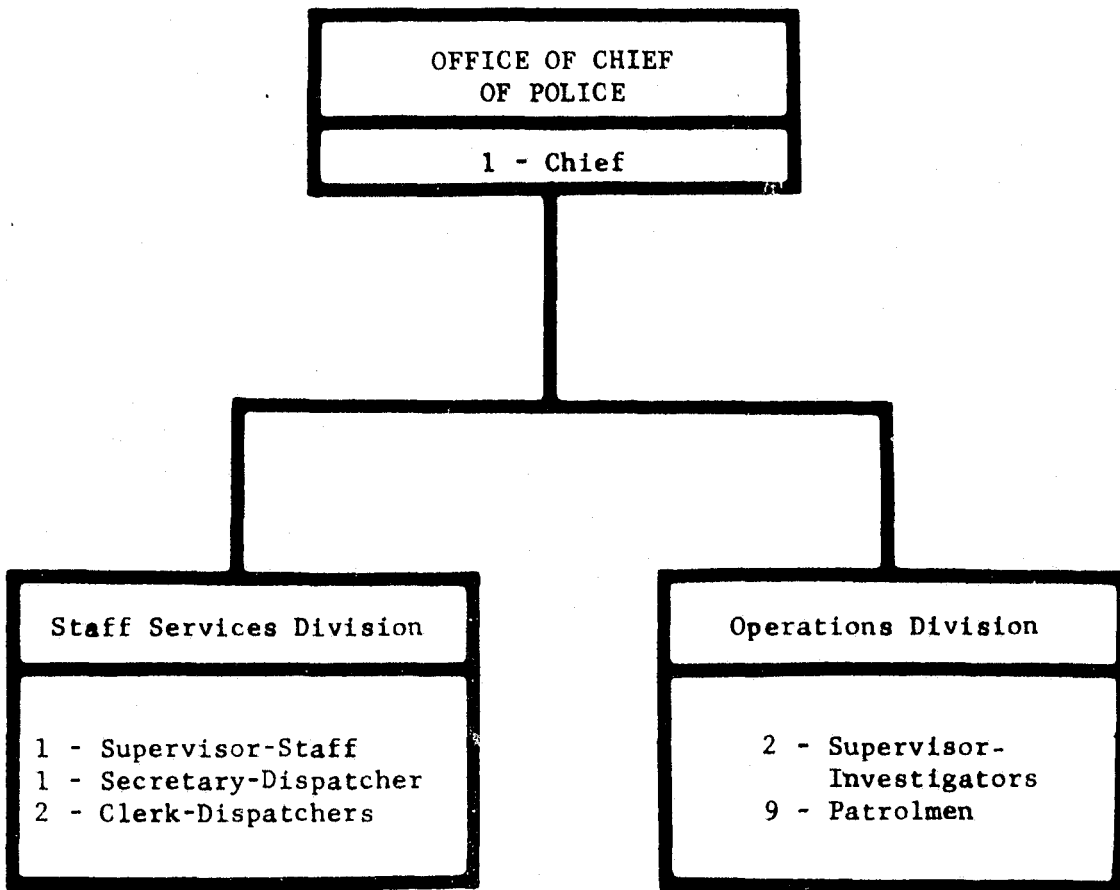 OFFICE OF CHIEF
OF POLICE
1 - Chief
Staff Services Division
1 - Supervisor-Staff
1 - Secretary-Dispatcher
2 - Clerk-Dispatchers
Operations Division
2 - Supervisor-
Investigators
9 - Patrolmen